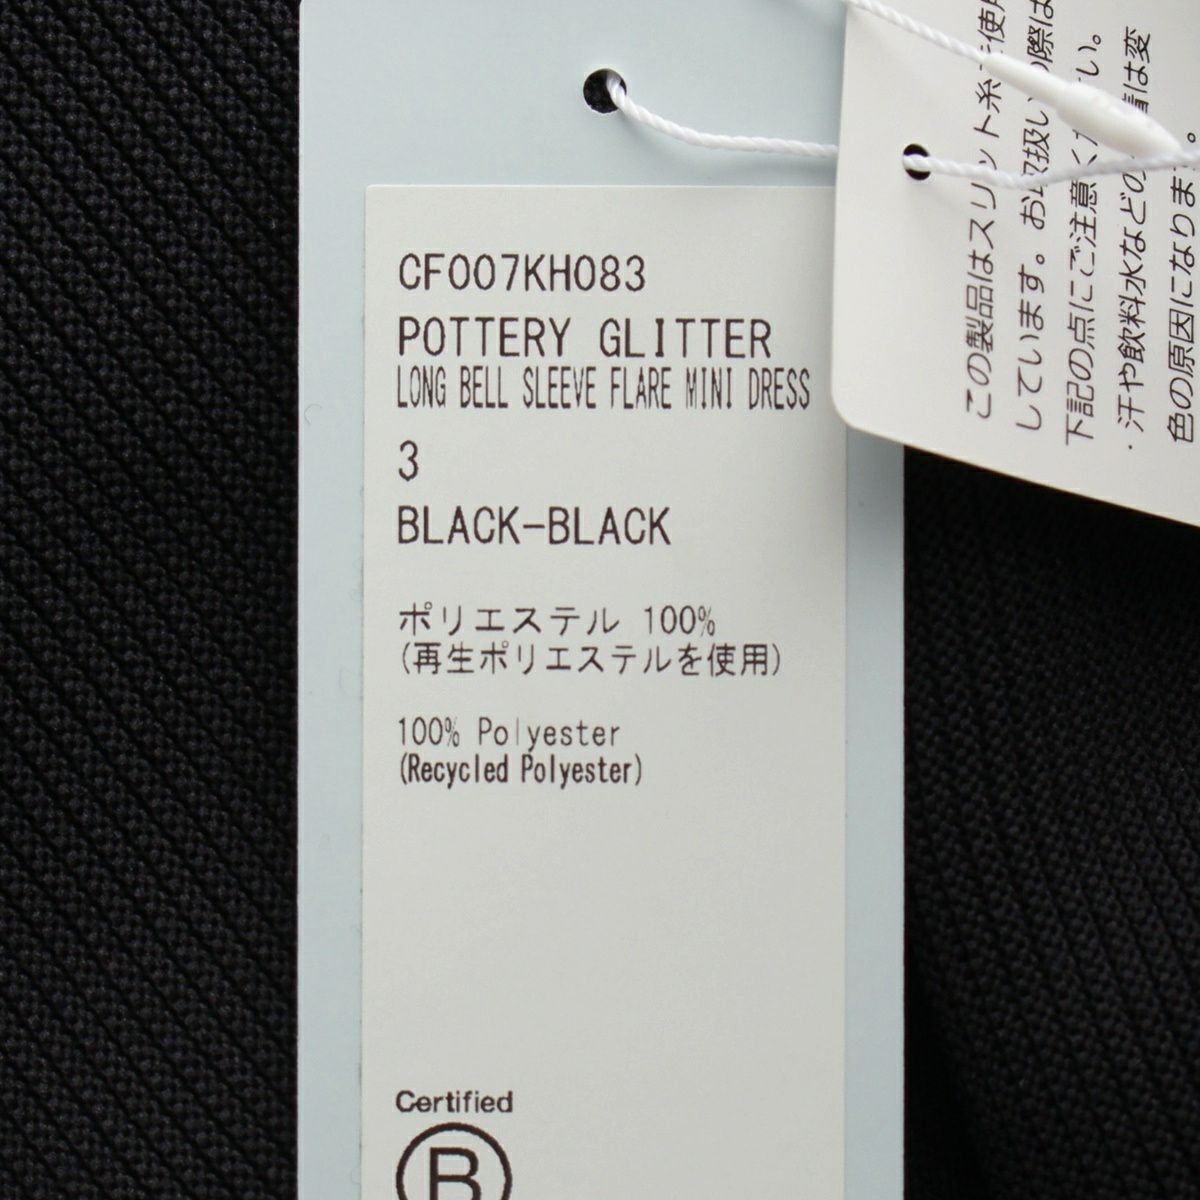 CF007KH083
POTTERY GLITTER
LONG BELL SLEEVE FLARE MINI DRESS
3
BLACK-BLACK
ポリエステル 100%
(再生ポリエステルを使用)
100% Polyester
(Recycled Polyester)
Certified
B
この製品はスリット糸 使用
しています。お取扱い の際は
下記の点にご注意く い。
・汗や飲料水などの 着は変
色の原因になりま 。